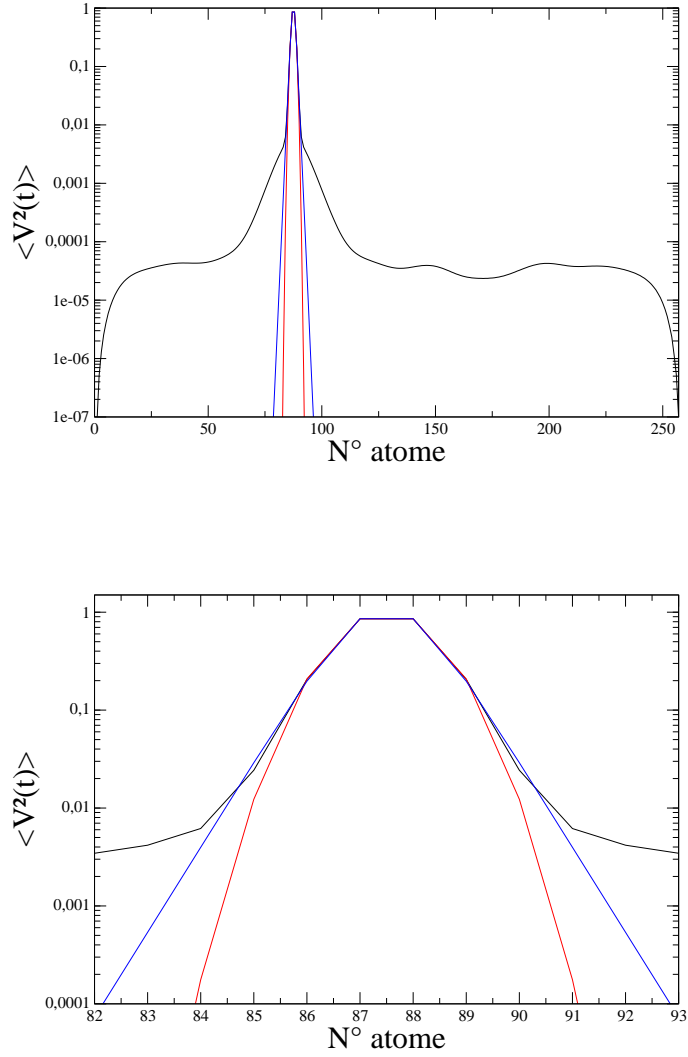 1
0,1
0,01
0,001
0,0001
1e-05
1e-06
1e-07
<V²(t)>
0 50 100 150 200 250
N° atome
1
0,1
0,01
0,001
0,0001
<V²(t)>
82 83 84 85 86 87 88 89 90 91 92 93
N° atome